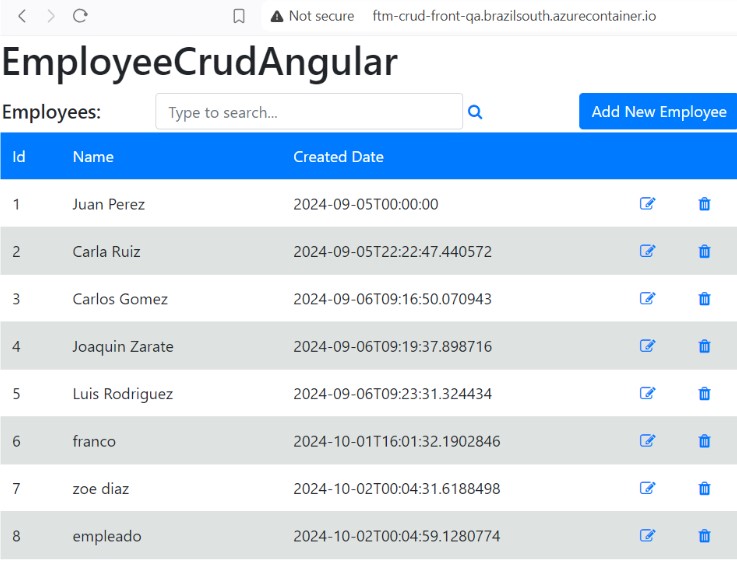 Not secure ftm-crud-front-qa.brazilsouth.azurecontainer.io
EmployeeCrudAngular
Employees: Type to search... Add New Employee
Id Name Created Date
1 Juan Perez 2024-09-05T00:00:00
2 Carla Ruiz 2024-09-05T22:22:47.440572
3 Carlos Gomez 2024-09-06T09:16:50.070943
4 Joaquin Zarate 2024-09-06T09:19:37.898716
5 Luis Rodriguez 2024-09-06T09:23:31.324434
6 franco 2024-10-01T16:01:32.1902846
7 zoe diaz 2024-10-02T00:04:31.6188498
8 empleado 2024-10-02T00:04:59.1280774